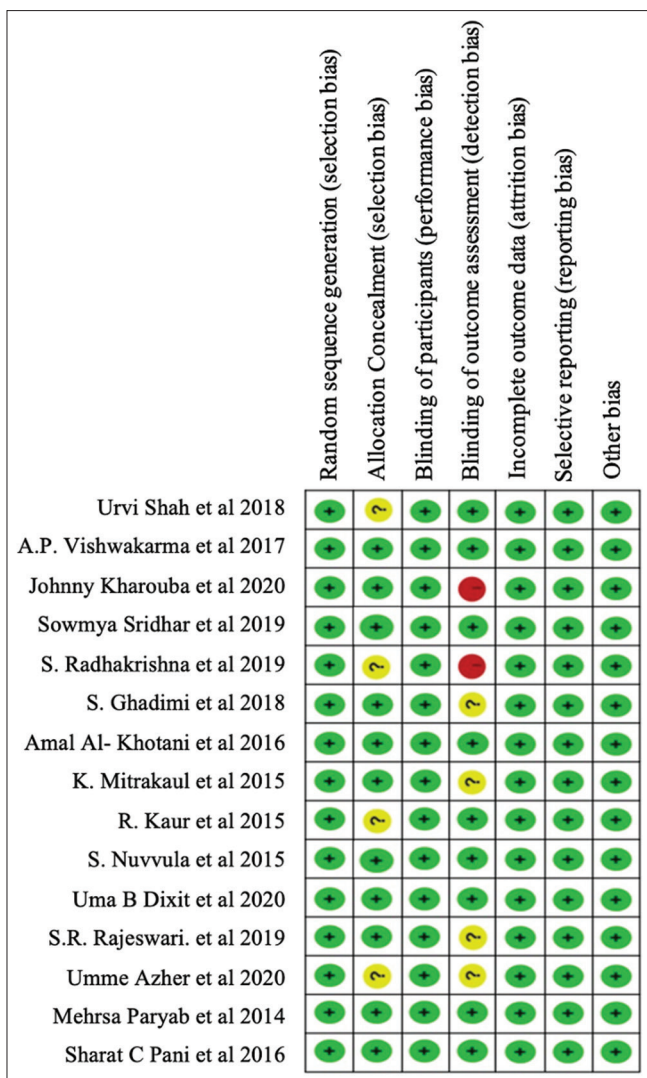 Random sequence generation (selection bias)
Allocation Concealment (selection bias)
Blinding of participants (performance bias)
Blinding of outcome assessment (detection bias)
Incomplete outcome data (attrition bias)
Selective reporting (reporting bias)
Other bias
Urvi Shah et al 2018 + ? + + + + +
A.P. Vishwakarma et al 2017 + + + + + + +
Johnny Kharouba et al 2020 + + + - + + +
Sowmya Sridhar et al 2019 + + + + + + +
S. Radhakrishna et al 2019 + ? + - + + +
S. Ghadimi et al 2018 + + + ? + + +
Amal Al- Khotani et al 2016 + + + + + + +
K. Mitrakaul et al 2015 + + + ? + + +
R. Kaur et al 2015 + ? + + + + +
S. Nuvvula et al 2015 + + + + + + +
Uma B Dixit et al 2020 + + + + + + +
S.R. Rajeswari. et al 2019 + + + ? + + +
Umme Azher et al 2020 + ? + ? + + +
Mehrsa Paryab et al 2014 + + + + + + +
Sharat C Pani et al 2016 + + + + + + +